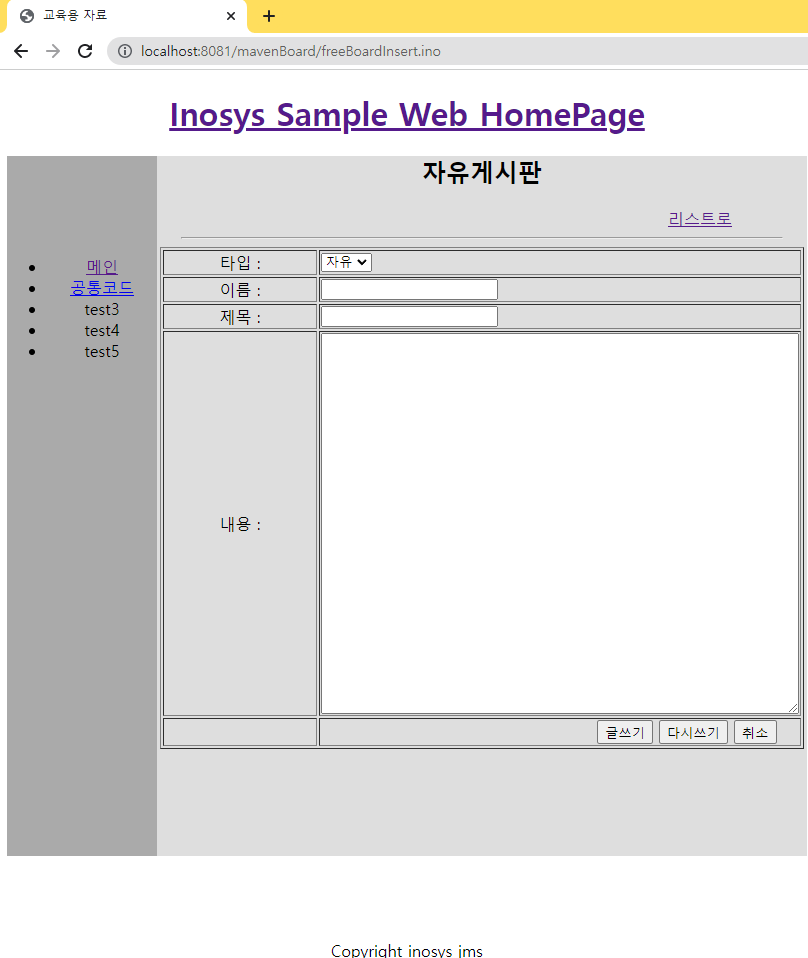 교육용 자료
localhost:8081/mavenBoard/freeBoardInsert.ino
Inosys Sample Web HomePage
자유게시판
리스트로
메인
공통코드
test3
test4
test5
타입 : 자유
이름 :
제목 :
내용 :
글쓰기 다시쓰기 취소
Copyright inosys jms